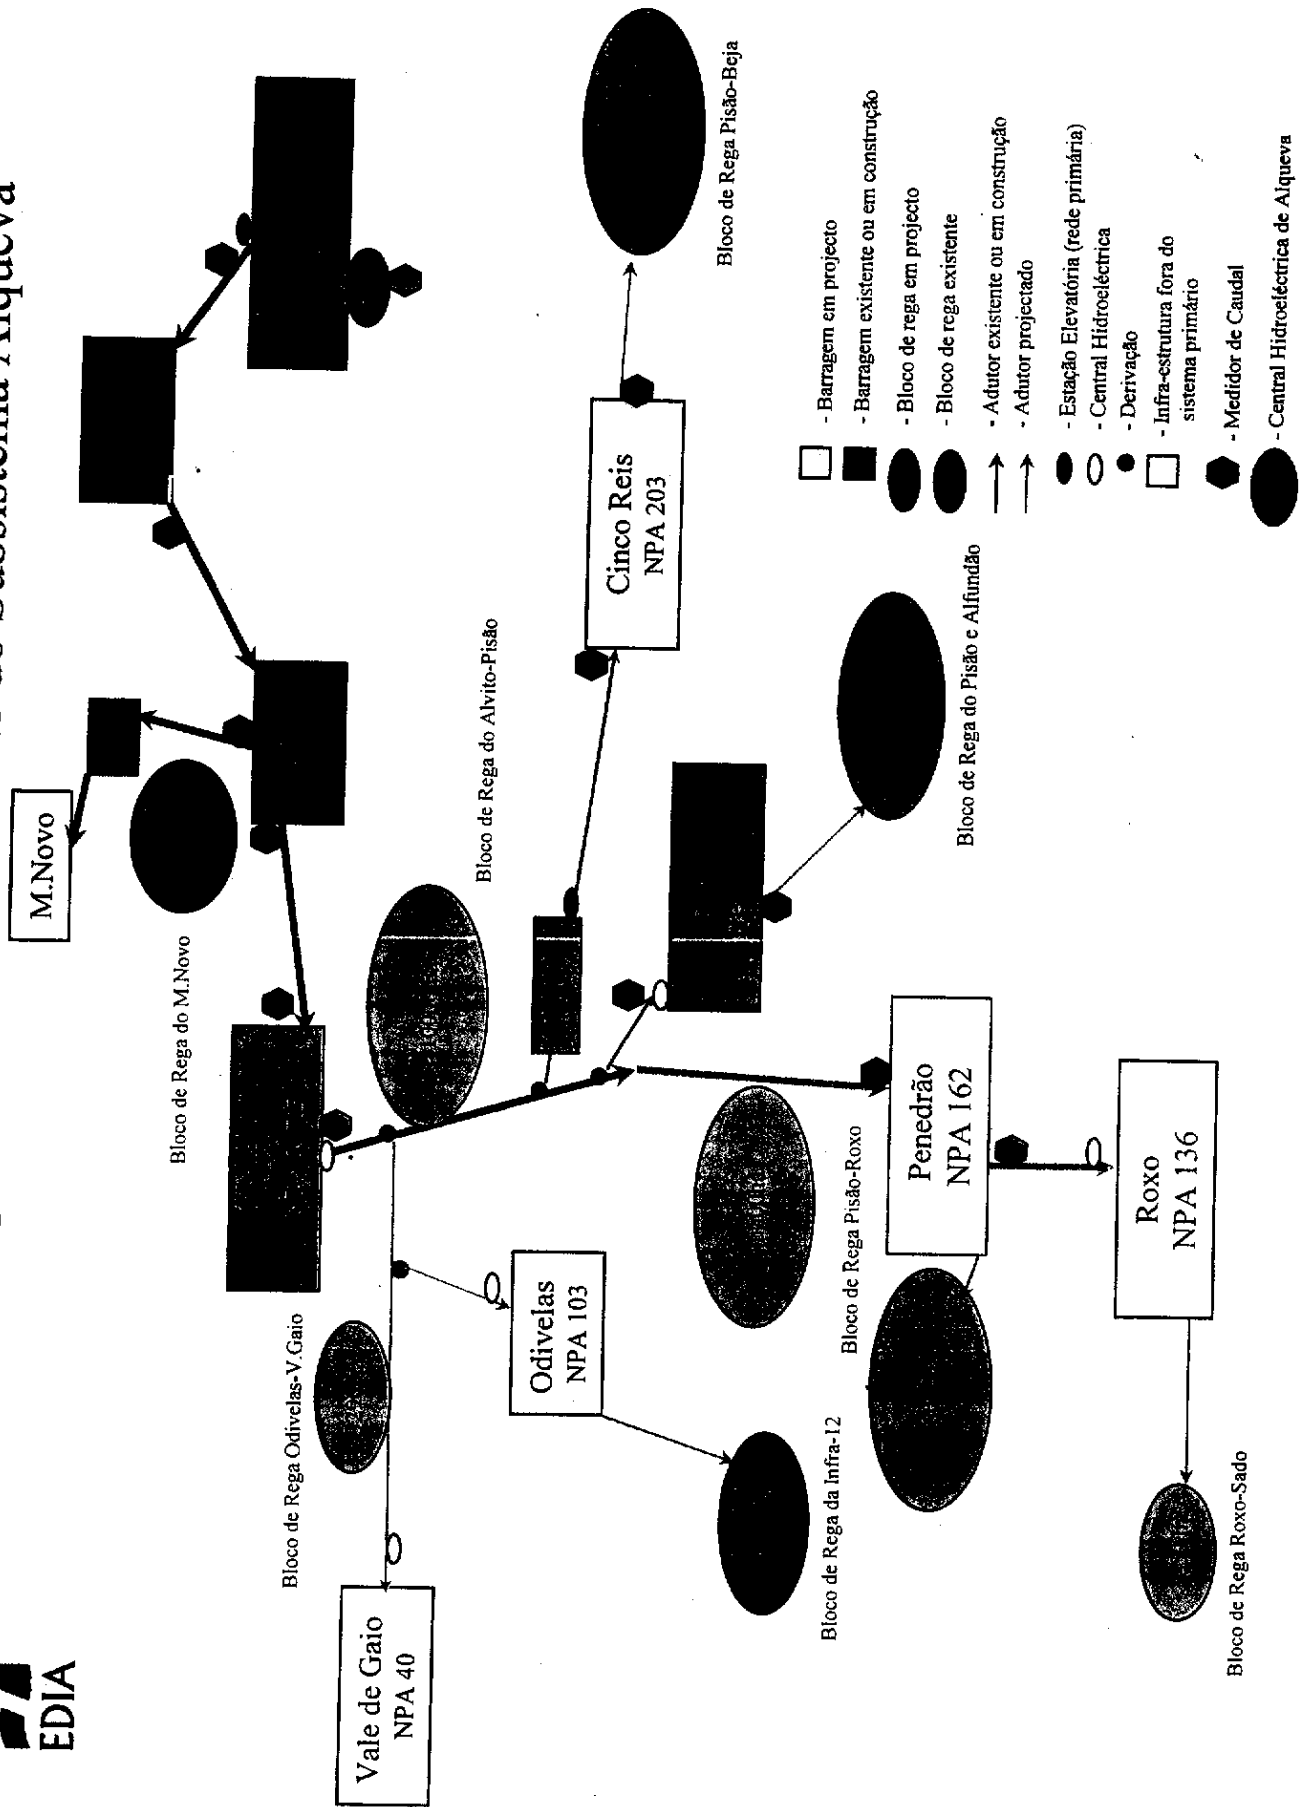 do Subsistema Alqueva
EDIA
M.Novo
Bloco de Rega do M.Novo
Bloco de Rega do Alvito-Pisão
Bloco de Rega Odivelas-V.Gaio
Vale de Gaio
NPA 40
Odivelas
NPA 103
Bloco de Rega da Infra-12
Cinco Reis
NPA 203
Bloco de Rega Pisão-Beja
Bloco de Rega do Pisão e Alfundão
Bloco de Rega Pisão-Roxo
Penedrão
NPA 162
Roxo
NPA 136
Bloco de Rega Roxo-Sado
- Barragem em projecto
- Barragem existente ou em construção
- Bloco de rega em projecto
- Bloco de rega existente
- Adutor existente ou em construção
- Adutor projectado
- Estação Elevatória (rede primária)
- Central Hidroeléctrica
- Derivação
- Infra-estrutura fora do
sistema primário
- Medidor de Caudal
- Central Hidroeléctrica de Alqueva